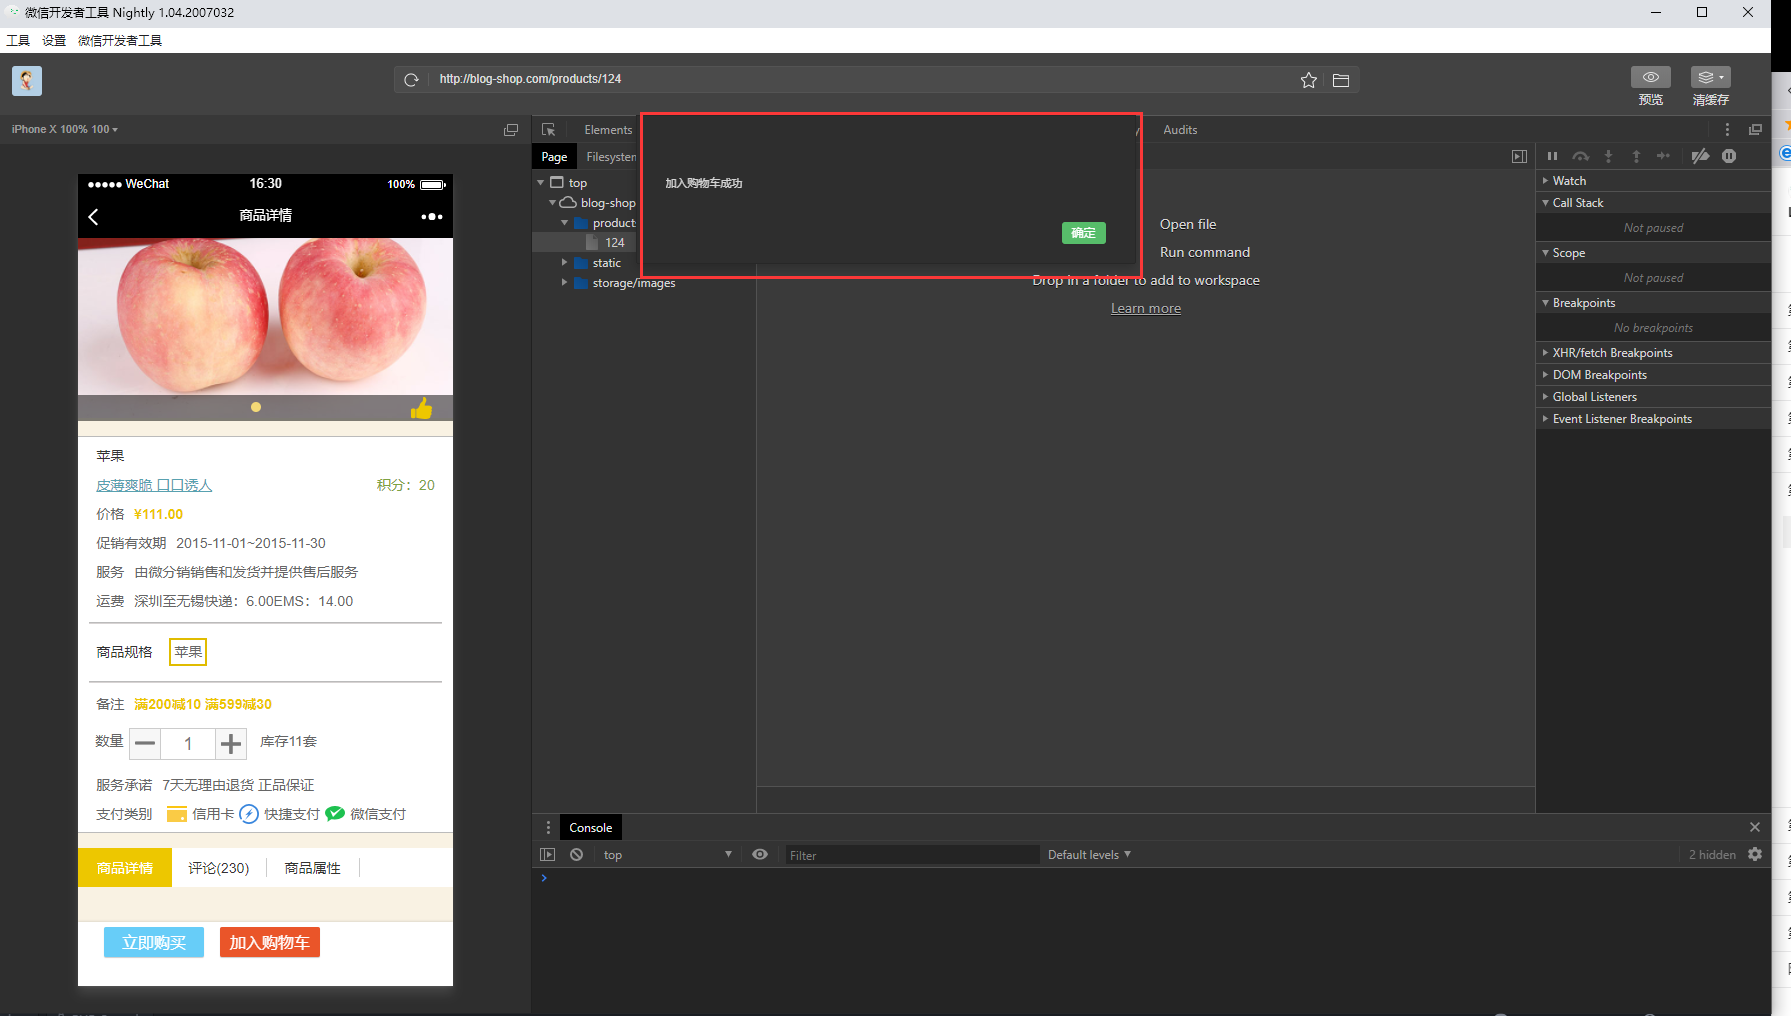 微信开发者工具 Nightly 1.04.2007032
工具 设置 微信开发者工具
http://blog-shop.com/products/124
预览
清缓存
iPhone X 100% 100
Elements
Audits
Page
Filesystem
top
blog-shop
products
124
static
storage/images
加入购物车成功
确定
Open file
Run command
Drop in a folder to add to workspace
Learn more
Watch
Call Stack
Not paused
Scope
Not paused
Breakpoints
No breakpoints
XHR/fetch Breakpoints
DOM Breakpoints
Global Listeners
Event Listener Breakpoints
WeChat 16:30 100%
商品详情
苹果
皮薄爽脆 口口诱人 积分：20
价格 ¥111.00
促销有效期 2015-11-01~2015-11-30
服务 由微分销销售和发货并提供售后服务
运费 深圳至无锡快递：6.00EMS：14.00
商品规格 苹果
备注 满200减10 满599减30
数量 1 库存11套
服务承诺 7天无理由退货 正品保证
支付类别 信用卡 快捷支付 微信支付
商品详情 评论(230) 商品属性
立即购买 加入购物车
Console
top
Filter
Default levels
2 hidden